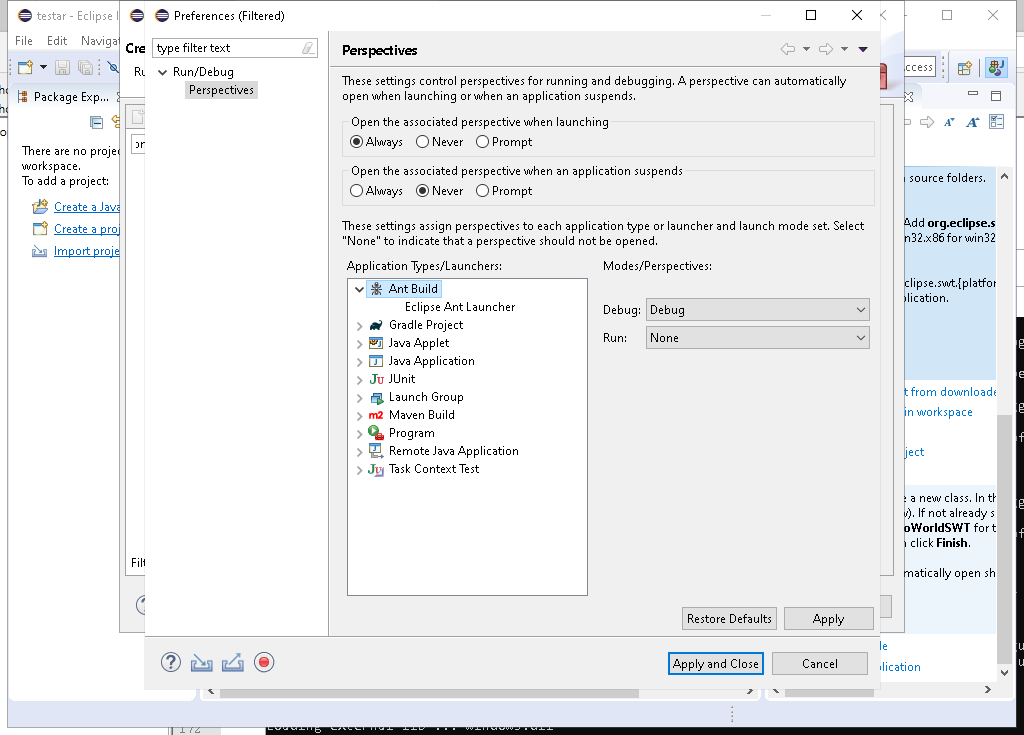 testar - Eclipse I
Preferences (Filtered)
File Edit Naviga
Cre
type filter text
Perspectives
Ru
Run/Debug
Perspectives
These settings control perspectives for running and debugging. A perspective can automatically
open when launching or when an application suspends.
Package Exp...
Open the associated perspective when launching
Always Never Prompt
There are no projec
workspace.
To add a project:
Open the associated perspective when an application suspends
Always Never Prompt
Create a Java
Create a proj
Import proje
These settings assign perspectives to each application type or launcher and launch mode set. Select
"None" to indicate that a perspective should not be opened.
Application Types/Launchers:
Modes/Perspectives:
Ant Build
Eclipse Ant Launcher
Gradle Project
Java Applet
Java Application
JUnit
Launch Group
Maven Build
Program
Remote Java Application
Task Context Test
Debug: Debug
Run: None
Filt
Restore Defaults
Apply
Apply and Close
Cancel
ccess
source folders.
Add org.eclipse.s
n32.x86 for win32
clipse.swt.{platfor
lication.
t from downloade
in workspace
ject
e a new class. In th
v). If not already s
oWorldSWT for t
n click Finish.
matically open sh
le
plication
172
Loading external lib ... windows.dll